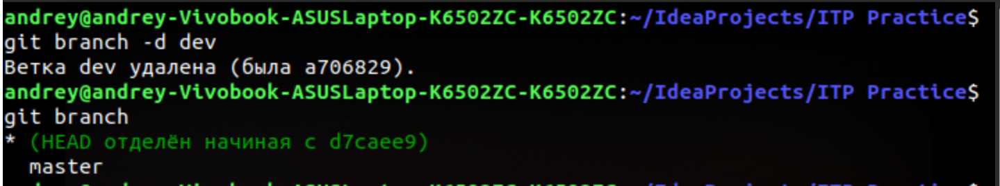 andrey@andrey-Vivobook-ASUSLaptop-K6502ZC-K6502ZC:~/IdeaProjects/ITP Practice$
git branch -d dev
Ветка dev удалена (была a706829).
andrey@andrey-Vivobook-ASUSLaptop-K6502ZC-K6502ZC:~/IdeaProjects/ITP Practice$
git branch
* (HEAD отделён начиная с d7caee9)
  master